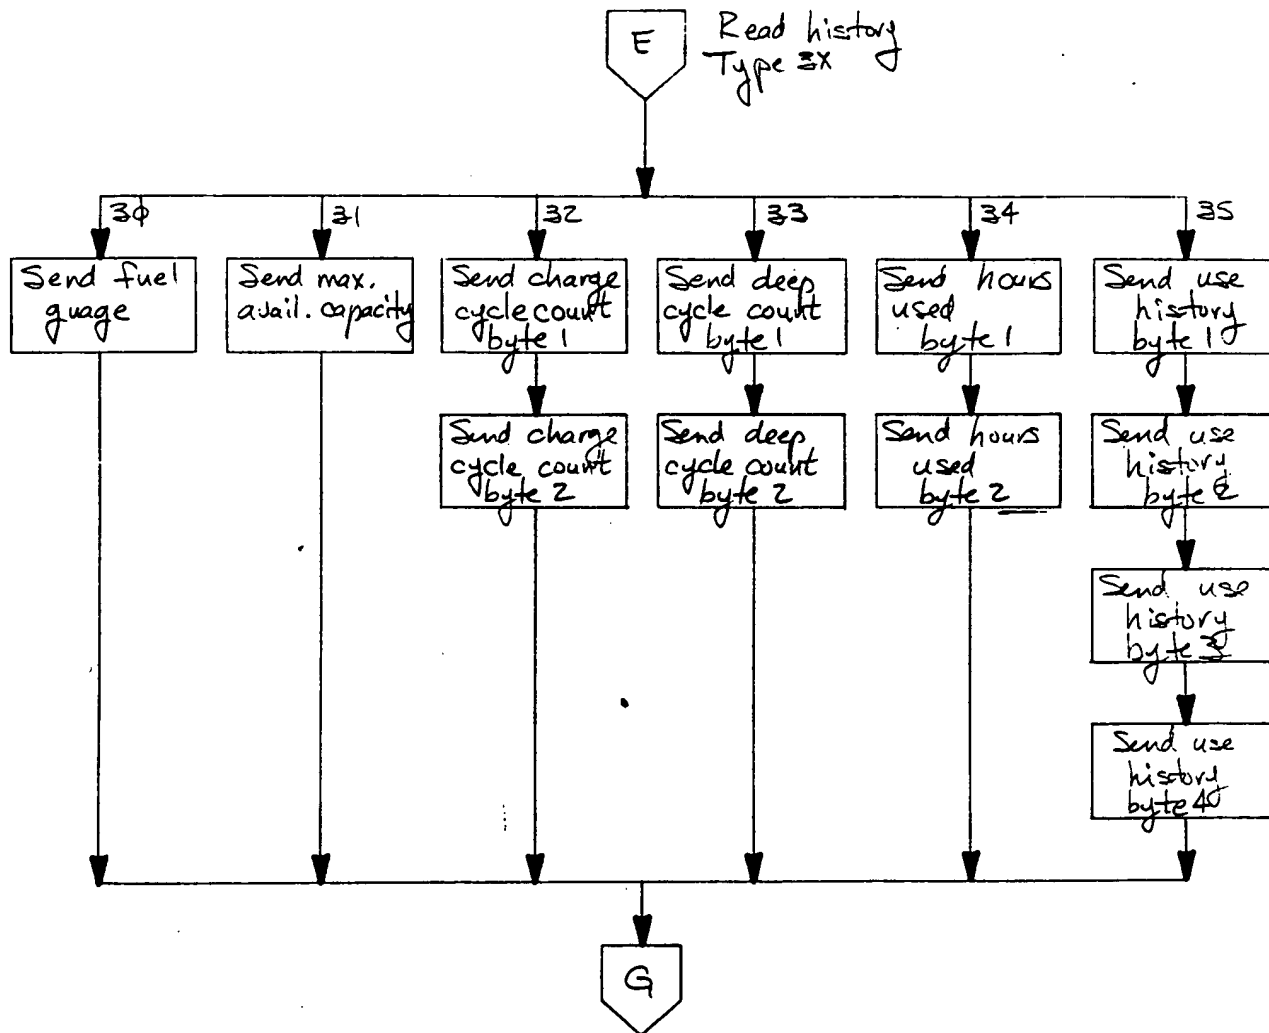 E
Read history
Type 3X
30
31
32
33
34
35
Send fuel
guage
Send max.
avail. capacity
Send charge
cycle count
byte 1
Send deep
cycle count
byte 1
Send hours
used
byte 1
Send use
history
byte 1
Send charge
cycle count
byte 2
Send deep
cycle count
byte 2
Send hours
used
byte 2
Send use
history
byte 2
Send use
history
byte 3
Send use
history
byte 4
G